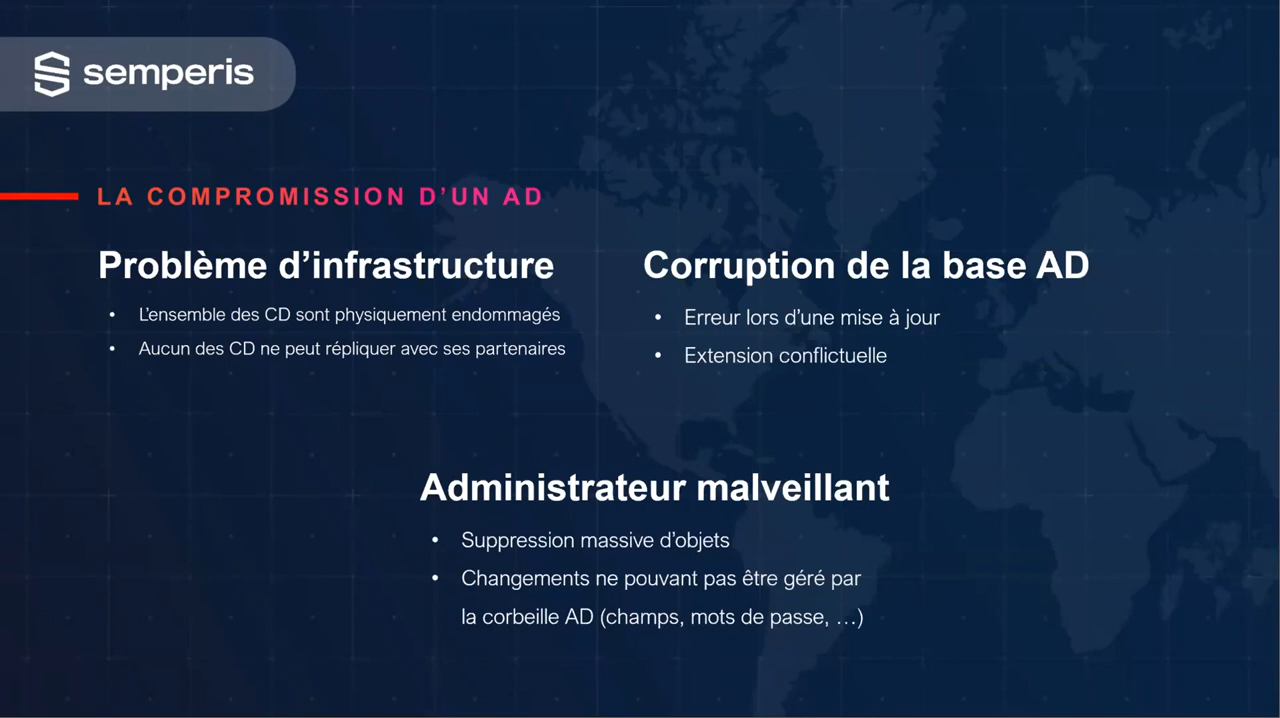 semperis
LA COMPROMISSION D’UN AD
Problème d’infrastructure
• L’ensemble des CD sont physiquement endommagés
• Aucun des CD ne peut répliquer avec ses partenaires
Corruption de la base AD
• Erreur lors d’une mise à jour
• Extension conflictuelle
Administrateur malveillant
• Suppression massive d’objets
• Changements ne pouvant pas être géré par
la corbeille AD (champs, mots de passe, …)